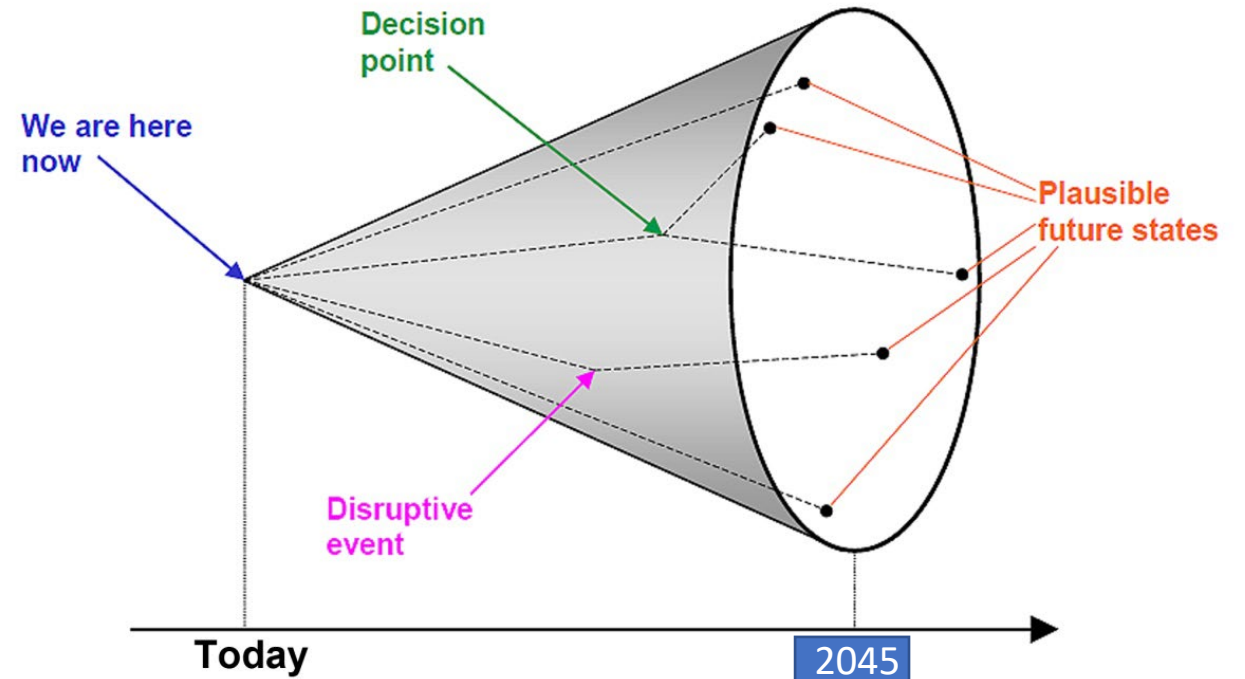 Decision
point
We are here
now
Plausible
future states
Disruptive
event
Today
2045